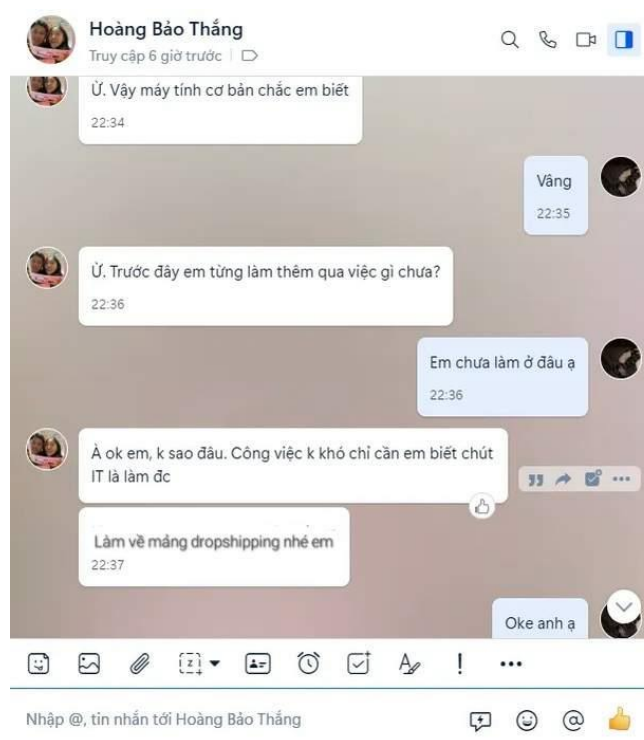 Hoàng Bảo Thắng
Truy cập 6 giờ trước
Ừ. Vậy máy tính cơ bản chắc em biết
22:34
Vâng
22:35
Ừ. Trước đây em từng làm thêm qua việc gì chưa?
22:36
Em chưa làm ở đâu ạ
22:36
À ok em, k sao đâu. Công việc k khó chỉ cần em biết chút
IT là làm đc
Làm về mảng dropshipping nhé em
22:37
Oke anh ạ
Nhập @, tin nhắn tới Hoàng Bảo Thắng